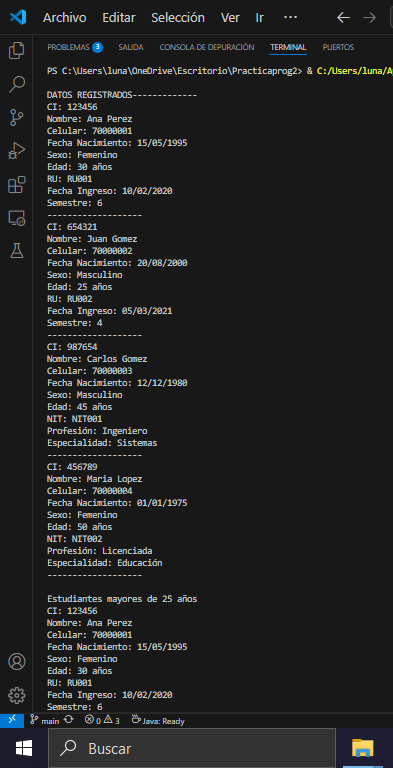 Archivo Editar Selección Ver Ir ···
PROBLEMAS 3 SALIDA CONSOLA DE DEPURACIÓN TERMINAL PUERTOS
PS C:\Users\luna\OneDrive\Escritorio\Practicaprog2> & C:/Users/luna/A
DATOS REGISTRADOS-------------
CI: 123456
Nombre: Ana Perez
Celular: 70000001
Fecha Nacimiento: 15/05/1995
Sexo: Femenino
Edad: 30 años
RU: RU001
Fecha Ingreso: 10/02/2020
Semestre: 6
-------------------
CI: 654321
Nombre: Juan Gomez
Celular: 70000002
Fecha Nacimiento: 20/08/2000
Sexo: Masculino
Edad: 25 años
RU: RU002
Fecha Ingreso: 05/03/2021
Semestre: 4
-------------------
CI: 987654
Nombre: Carlos Gomez
Celular: 70000003
Fecha Nacimiento: 12/12/1980
Sexo: Masculino
Edad: 45 años
NIT: NIT001
Profesión: Ingeniero
Especialidad: Sistemas
-------------------
CI: 456789
Nombre: Maria Lopez
Celular: 70000004
Fecha Nacimiento: 01/01/1975
Sexo: Femenino
Edad: 50 años
NIT: NIT002
Profesión: Licenciada
Especialidad: Educación
-------------------
Estudiantes mayores de 25 años
CI: 123456
Nombre: Ana Perez
Celular: 70000001
Fecha Nacimiento: 15/05/1995
Sexo: Femenino
Edad: 30 años
RU: RU001
Fecha Ingreso: 10/02/2020
Semestre: 6
main 0 3 Java: Ready
Buscar